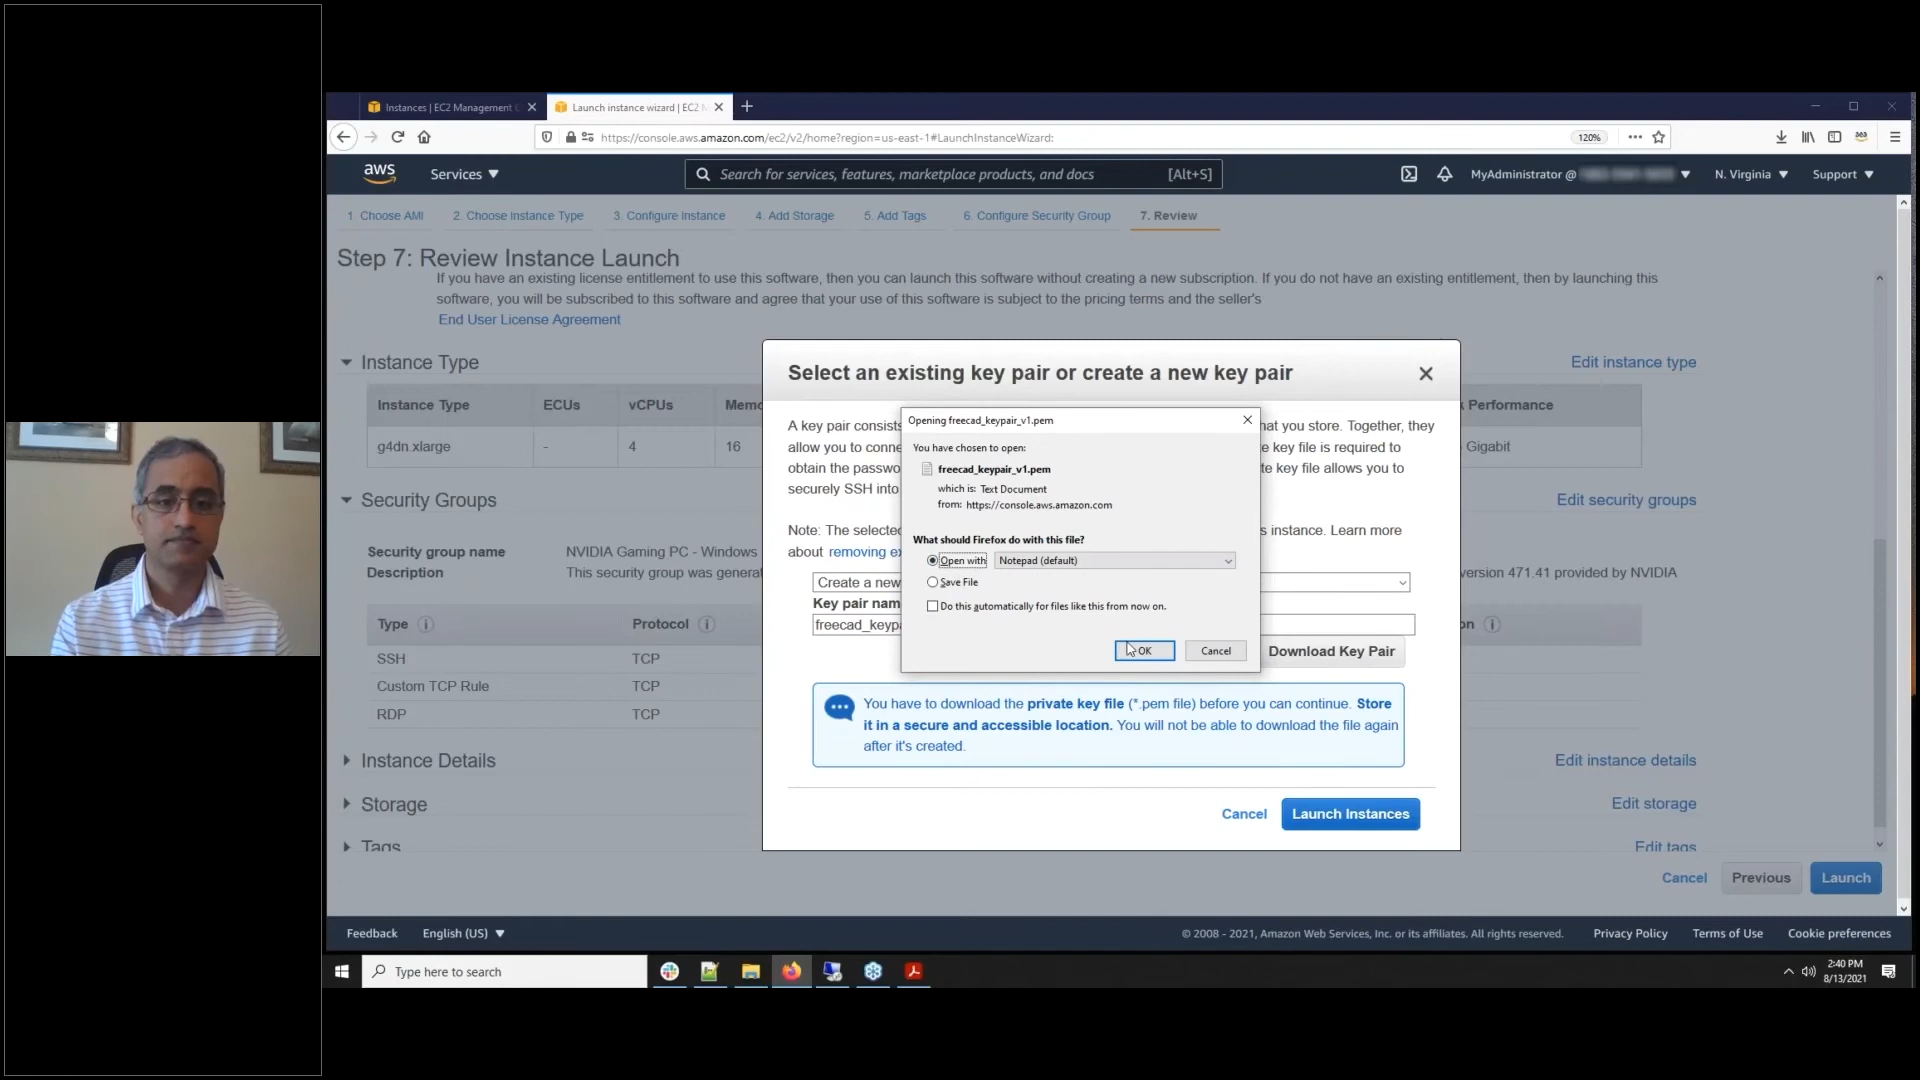 Instances | EC2 Management
Launch instance wizard | EC2
https://console.aws.amazon.com/ec2/v2/home?region=us-east-1#LaunchInstanceWizard:
120%
aws
Services
Search for services, features, marketplace products, and docs
[Alt+S]
MyAdministrator @
N. Virginia
Support
1 Choose AMI
2. Choose Instance Type
3. Configure Instance
4. Add Storage
5. Add Tags
6. Configure Security Group
7. Review
Step 7: Review Instance Launch
If you have an existing license entitlement to use this software, then you can launch this software without creating a new subscription. If you do not have an existing entitlement, then by launching this
software, you will be subscribed to this software and agree that your use of this software is subject to the pricing terms and the seller's
End User License Agreement
Instance Type
Edit instance type
Instance Type
ECUs
vCPUs
Performance
g4dn.xlarge
-
4
16
Gigabit
Security Groups
Edit security groups
Security group name
NVIDIA Gaming PC - Windows
Description
This security group was
version 471.41 provided by NVIDIA
Type
Protocol
SSH
TCP
Custom TCP Rule
TCP
RDP
TCP
Instance Details
Edit instance details
Storage
Edit storage
Tags
Edit tags
Select an existing key pair or create a new key pair
A key pair consists
hat you store. Together, they
allow you to
key file is required to
obtain the
key file allows you to
securely SSH into
Note: The
instance. Learn more
about removing
Create a new
Key pair
freecad_
Download Key Pair
You have to download the private key file (*.pem file) before you can continue. Store
it in a secure and accessible location. You will not be able to download the file again
after it's created.
Cancel
Launch Instances
Opening freecad_keypair_v1.pem
You have chosen to open:
freecad_keypair_v1.pem
which is: Text Document
from: https://console.aws.amazon.com
What should Firefox do with this file?
Open with
Notepad (default)
Save File
Do this automatically for files like this from now on.
OK
Cancel
Cancel
Previous
Launch
Feedback
English (US)
© 2008 - 2021, Amazon Web Services, Inc. or its affiliates. All rights reserved.
Privacy Policy
Terms of Use
Cookie preferences
Type here to search
2:40 PM
8/13/2021